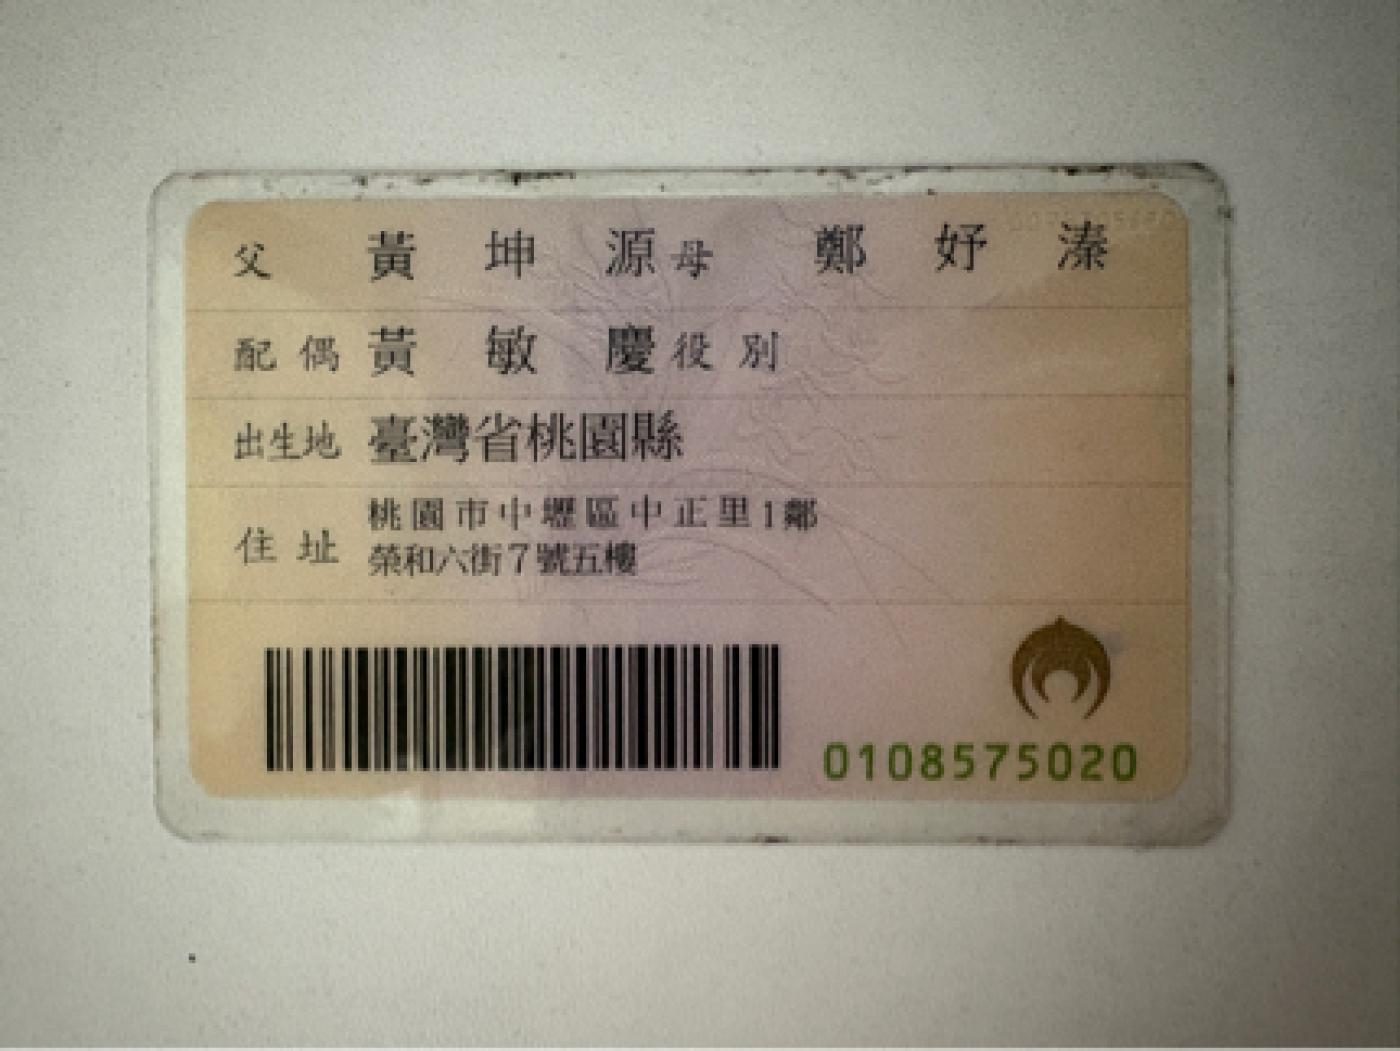 父 黃坤源 母 鄭妤溱
配偶 黃敏慶 役別
出生地 臺灣省桃園縣
住址 桃園市中壢區中正里1鄰
榮和六街7號五樓
0108575020